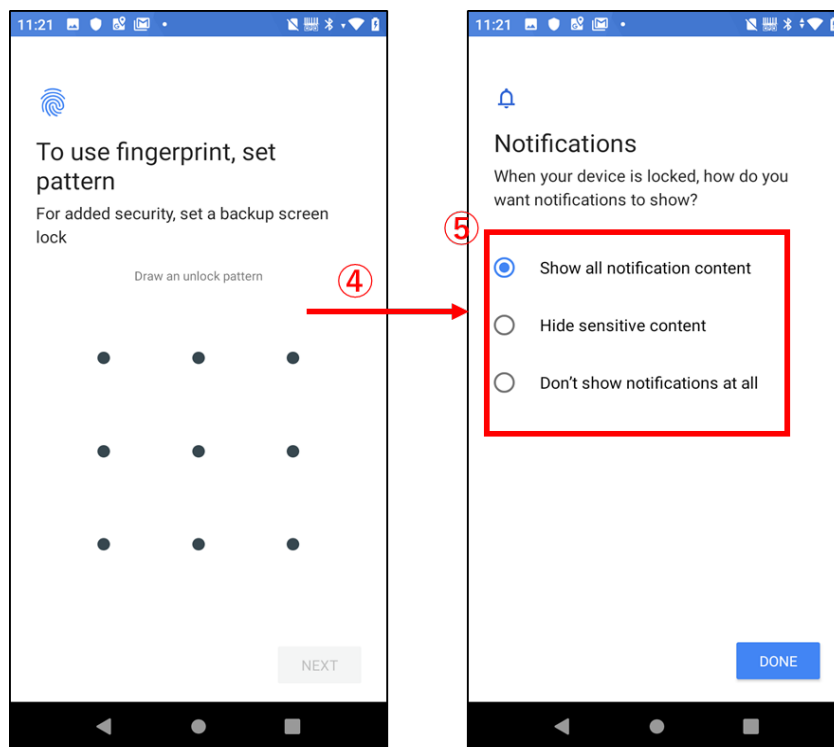 11:21
To use fingerprint, set
pattern
For added security, set a backup screen
lock
Draw an unlock pattern
NEXT
④
11:21
Notifications
When your device is locked, how do you
want notifications to show?
⑤
Show all notification content
Hide sensitive content
Don't show notifications at all
DONE